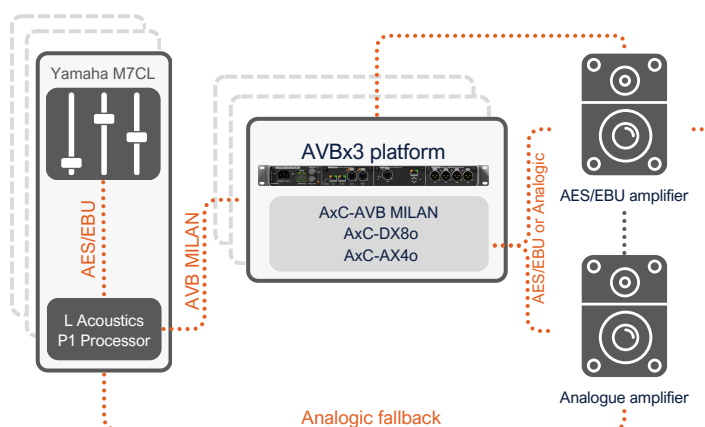 Yamaha M7CL
AES/EBU
L Acoustics
P1 Processor
AVB MILAN
AVBx3 platform
AxC-AVB MILAN
AxC-DX8o
AxC-AX4o
AES/EBU or Analogic
AES/EBU amplifier
Analogue amplifier
Analogic fallback